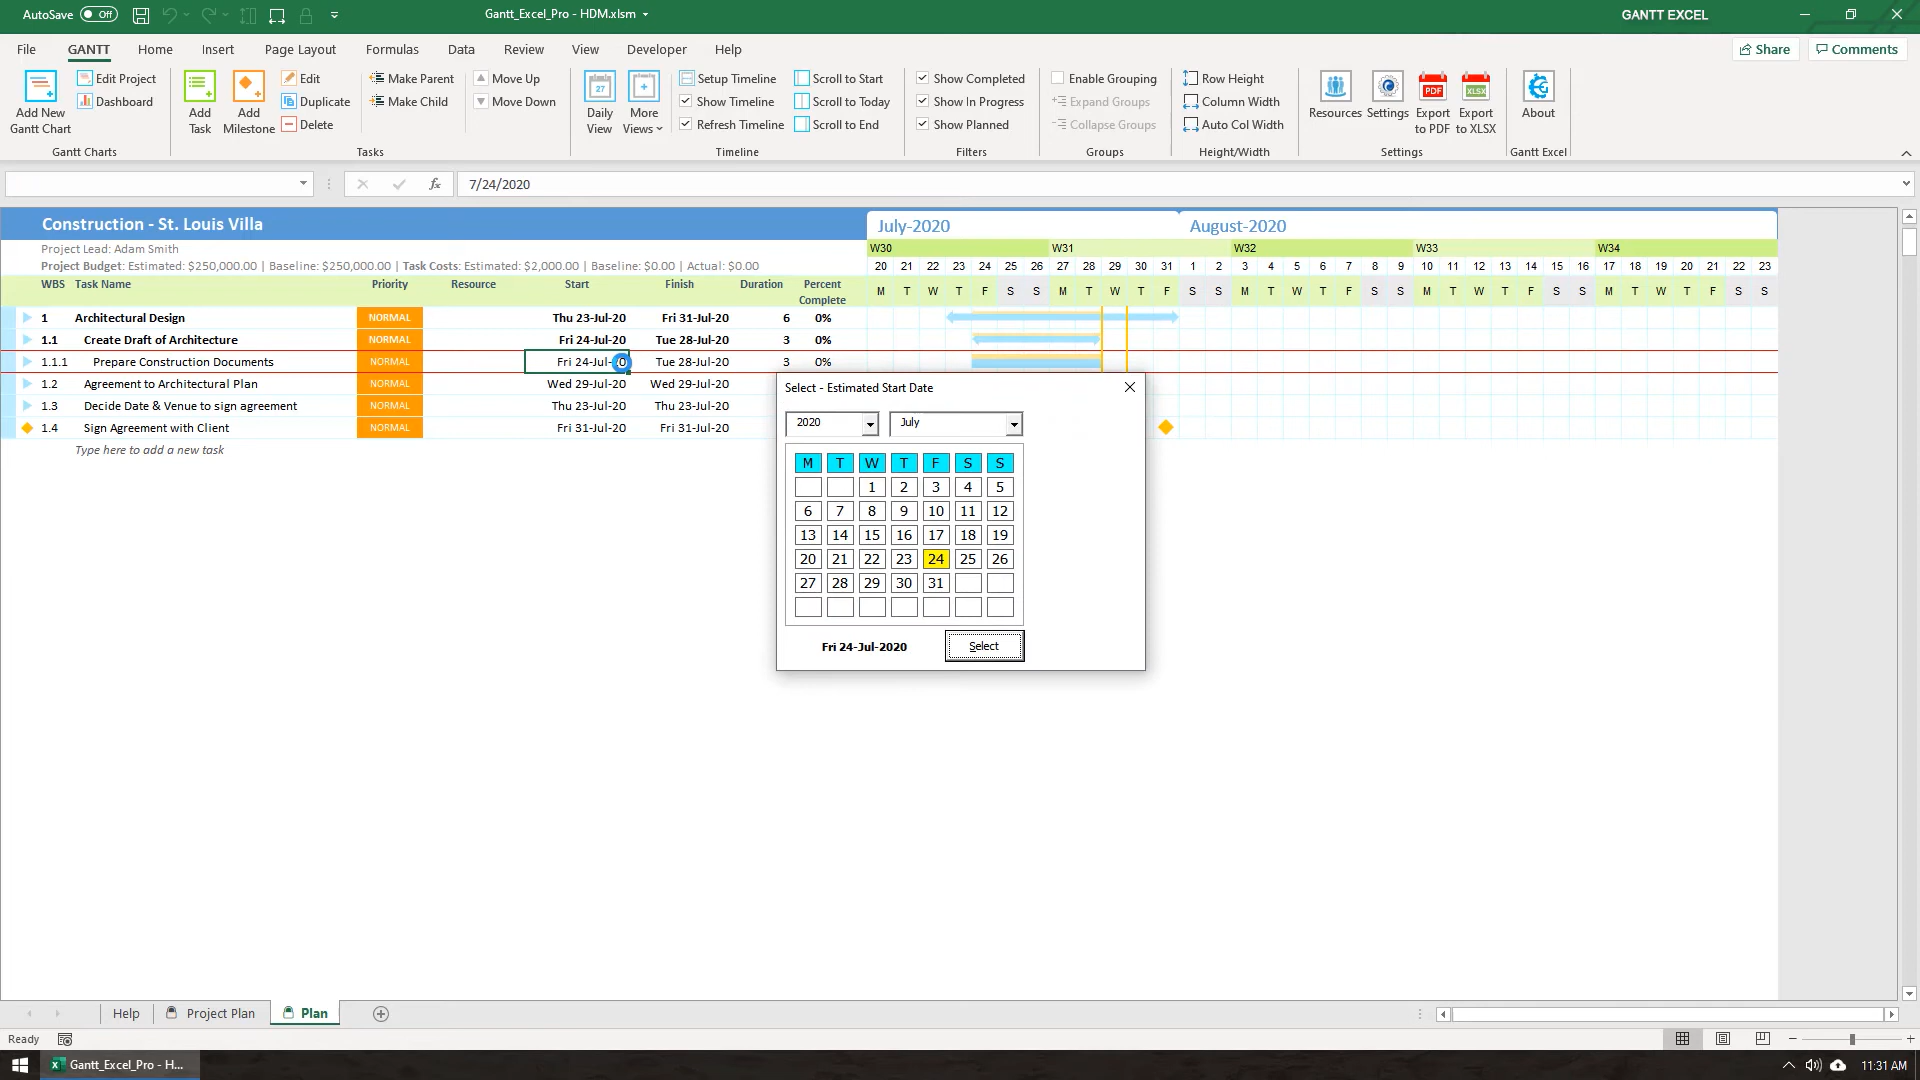 AutoSave Off
Gantt_Excel_Pro - HDM.xlsm
GANTT EXCEL
File GANTT Home Insert Page Layout Formulas Data Review View Developer Help
Share Comments
Add New Gantt Chart
Edit Project
Dashboard
Gantt Charts
Add Task
Add Milestone
Edit
Duplicate
Delete
Make Parent
Make Child
Move Up
Move Down
Tasks
27
Daily View
More Views
Setup Timeline
Show Timeline
Refresh Timeline
Scroll to Start
Scroll to Today
Scroll to End
Timeline
Show Completed
Show In Progress
Show Planned
Filters
Enable Grouping
Expand Groups
Collapse Groups
Groups
Row Height
Column Width
Auto Col Width
Height/Width
Resources
Settings
PDF
Export to PDF
XLSX
Export to XLSX
Settings
About
Gantt Excel
fx 7/24/2020
Construction - St. Louis Villa
July-2020 August-2020
Project Lead: Adam Smith
W30 W31 W32 W33 W34
Project Budget: Estimated: $250,000.00 | Baseline: $250,000.00 | Task Costs: Estimated: $2,000.00 | Baseline: $0.00 | Actual: $0.00
20 21 22 23 24 25 26 27 28 29 30 31 1 2 3 4 5 6 7 8 9 10 11 12 13 14 15 16 17 18 19 20 21 22 23
WBS Task Name Priority Resource Start Finish Duration Percent Complete
M T W T F S S M T W T F S S M T W T F S S M T W T F S S M T W T F S S
1 Architectural Design NORMAL Thu 23-Jul-20 Fri 31-Jul-20 6 0%
1.1 Create Draft of Architecture NORMAL Fri 24-Jul-20 Tue 28-Jul-20 3 0%
1.1.1 Prepare Construction Documents NORMAL Fri 24-Jul-20 Tue 28-Jul-20 3 0%
1.2 Agreement to Architectural Plan NORMAL Wed 29-Jul-20 Wed 29-Jul-20
1.3 Decide Date & Venue to sign agreement NORMAL Thu 23-Jul-20 Thu 23-Jul-20
1.4 Sign Agreement with Client NORMAL Fri 31-Jul-20 Fri 31-Jul-20
Type here to add a new task
Select - Estimated Start Date
2020 July
M T W T F S S
1 2 3 4 5
6 7 8 9 10 11 12
13 14 15 16 17 18 19
20 21 22 23 24 25 26
27 28 29 30 31
Fri 24-Jul-2020 Select
Help Project Plan Plan
Ready
Gantt_Excel_Pro - H...
11:31 AM